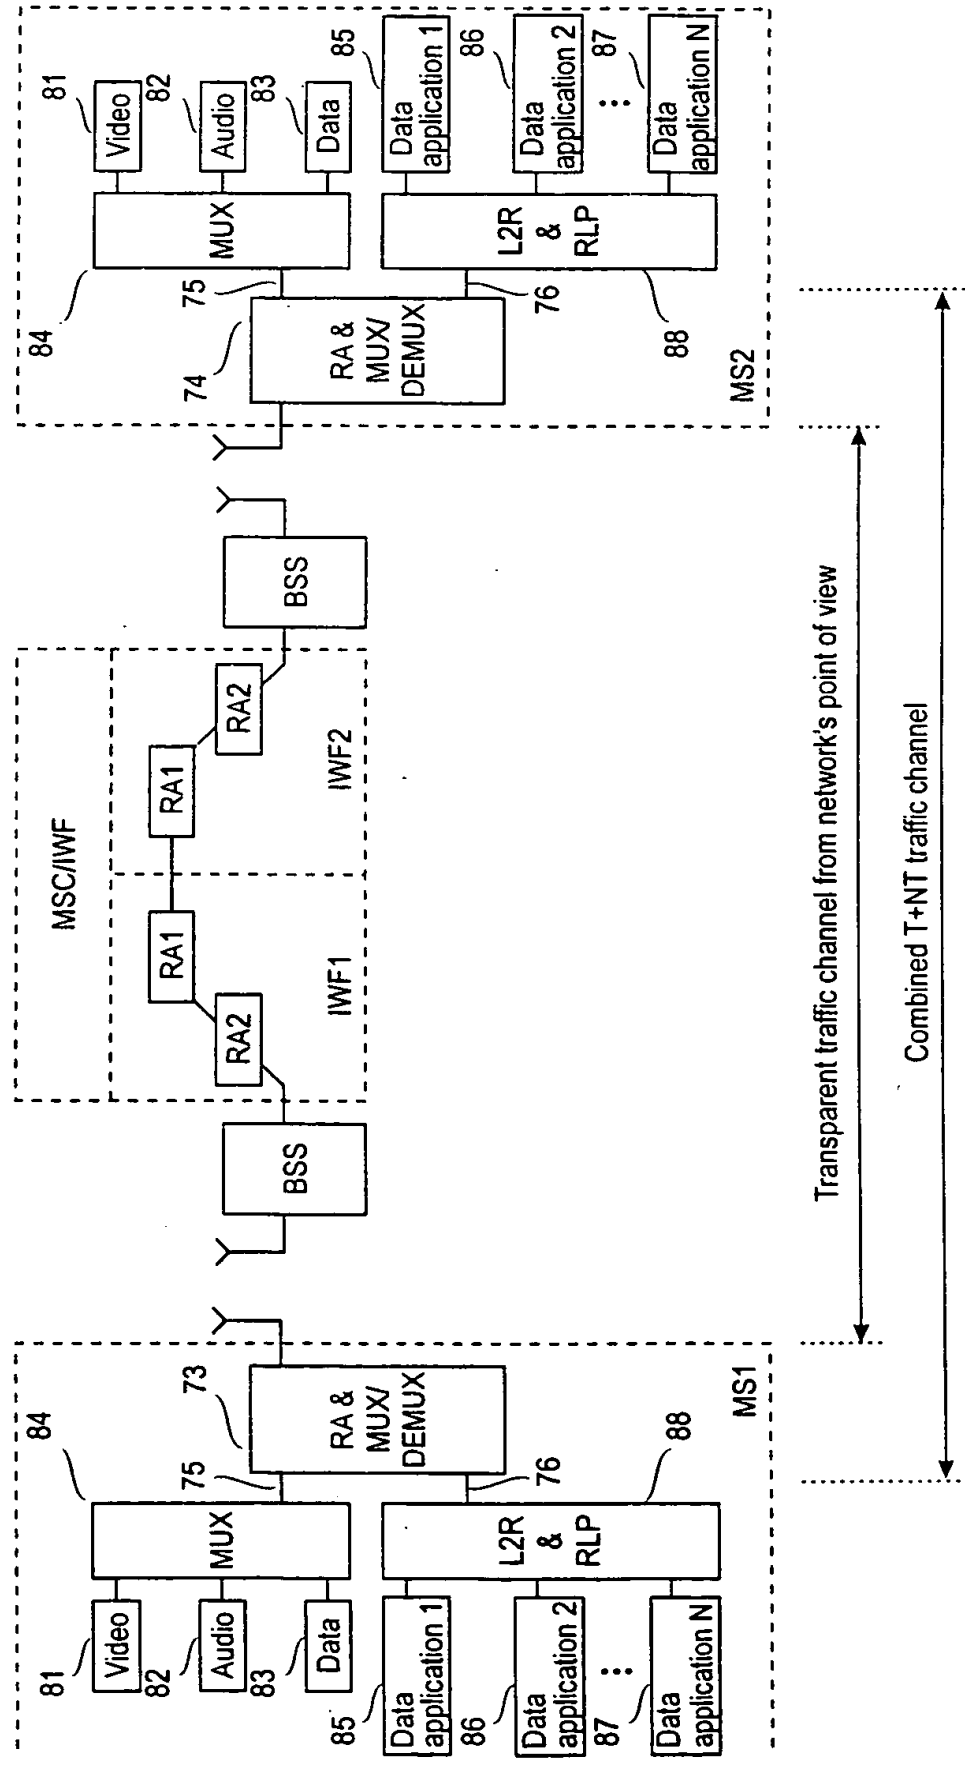 84
81
Video
82
Audio
83
Data
MUX
75
73
RA &
MUX/
DEMUX
85
Data
application 1
86
Data
application 2
87
Data
application N
L2R
&
RLP
76
88
MS1
BSS
MSC/IWF
RA2
RA1
IWF1
RA1
RA2
IWF2
BSS
84
81
Video
82
Audio
83
Data
MUX
75
74
RA &
MUX/
DEMUX
85
Data
application 1
86
Data
application 2
87
Data
application N
L2R
&
RLP
76
88
MS2
Transparent traffic channel from network's point of view
Combined T+NT traffic channel